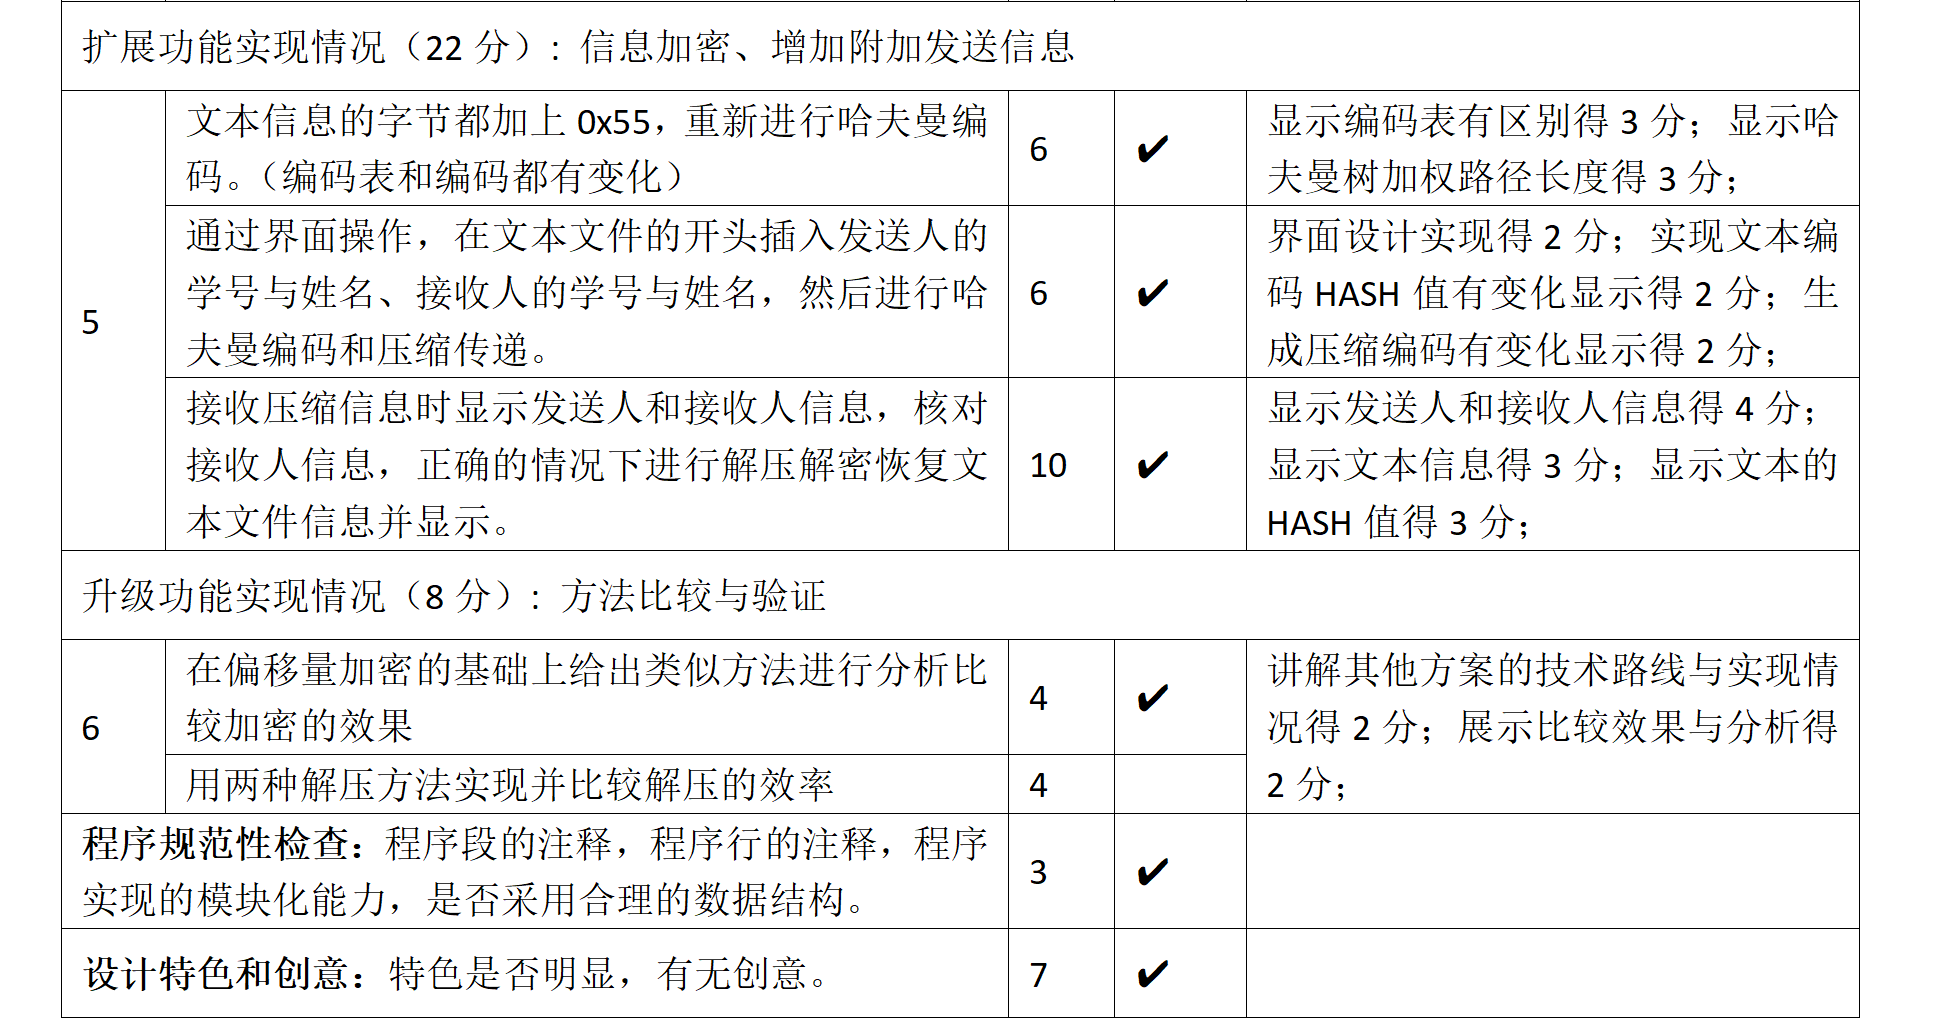 扩展功能实现情况（22 分）：信息加密、增加附加发送信息
5
文本信息的字节都加上 0x55，重新进行哈夫曼编
码。（编码表和编码都有变化）
6
✔
显示编码表有区别得 3 分；显示哈
夫曼树加权路径长度得 3 分；
通过界面操作，在文本文件的开头插入发送人的
学号与姓名、接收人的学号与姓名，然后进行哈
夫曼编码和压缩传递。
6
✔
界面设计实现得 2 分；实现文本编
码 HASH 值有变化显示得 2 分；生
成压缩编码有变化显示得 2 分；
接收压缩信息时显示发送人和接收人信息，核对
接收人信息，正确的情况下进行解压解密恢复文
本文件信息并显示。
10
✔
显示发送人和接收人信息得 4 分；
显示文本信息得 3 分；显示文本的
HASH 值得 3 分；
升级功能实现情况（8 分）：方法比较与验证
6
在偏移量加密的基础上给出类似方法进行分析比
较加密的效果
4
✔
讲解其他方案的技术路线与实现情
况得 2 分；展示比较效果与分析得
2 分；
用两种解压方法实现并比较解压的效率
4
程序规范性检查：程序段的注释，程序行的注释，程序
实现的模块化能力，是否采用合理的数据结构。
3
✔
设计特色和创意：特色是否明显，有无创意。
7
✔